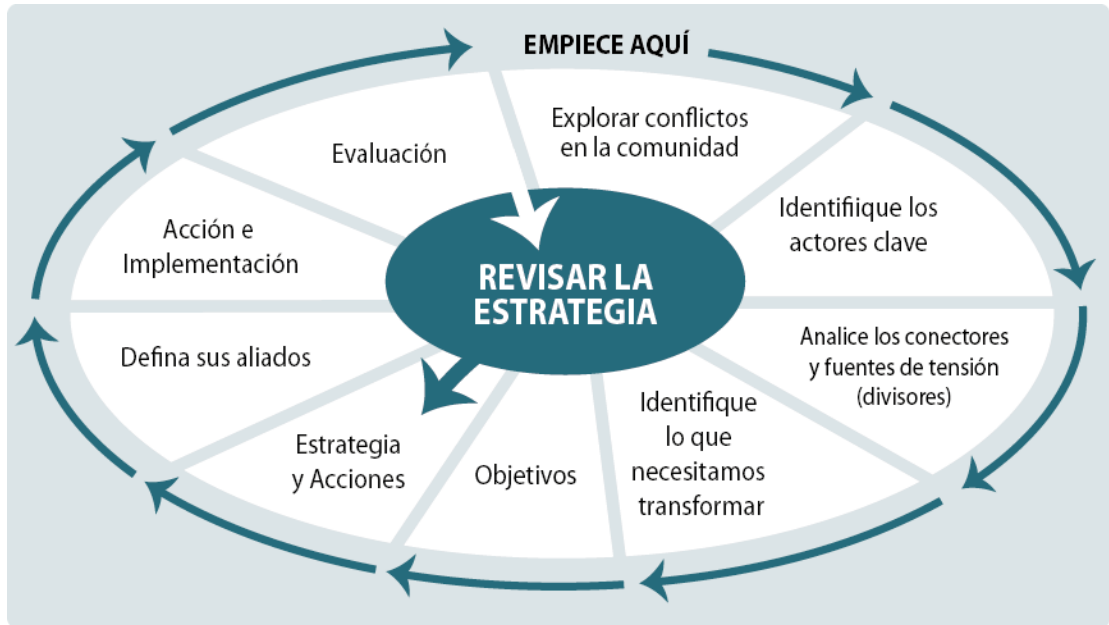 EMPIECE AQUÍ
Explorar conflictos
en la comunidad
Identifiique los
actores clave
Analice los conectores
y fuentes de tensión
(divisores)
Identifique
lo que
necesitamos
transformar
Objetivos
Estrategia
y Acciones
Defina sus aliados
Acción e
Implementación
Evaluación
REVISAR LA
ESTRATEGIA